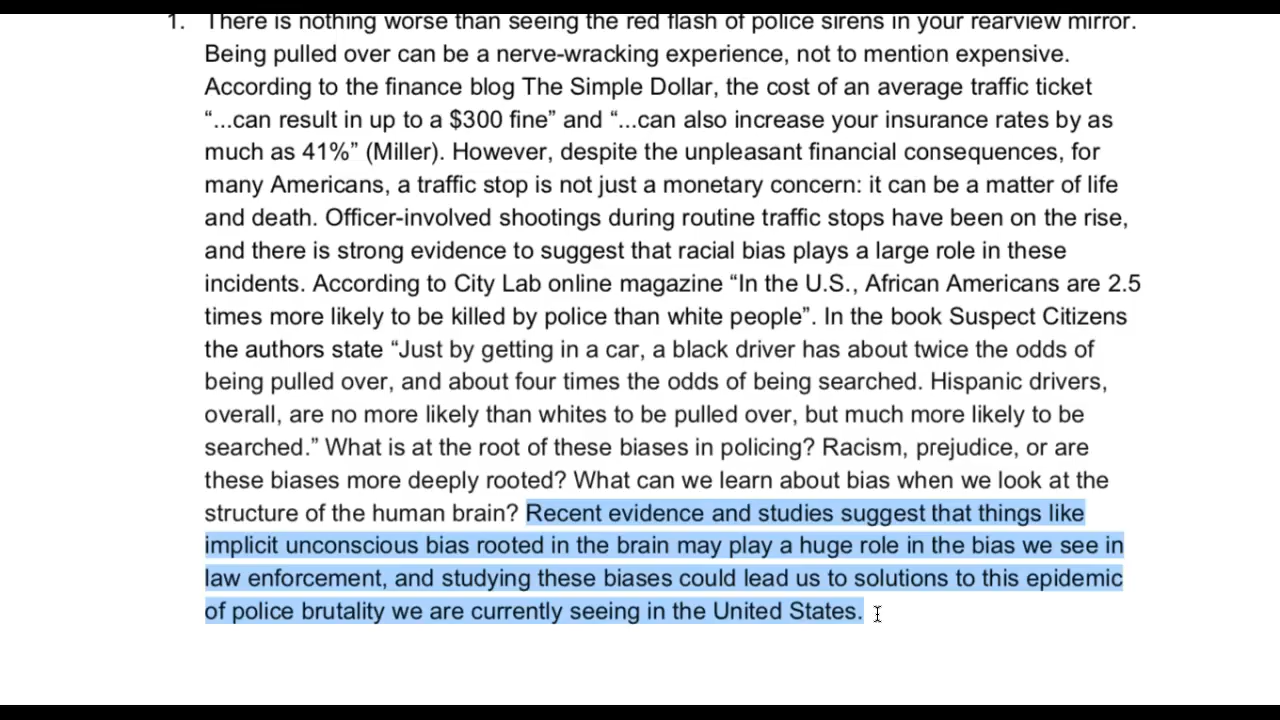 1. There is nothing worse than seeing the red flash of police sirens in your rearview mirror.
Being pulled over can be a nerve-wracking experience, not to mention expensive.
According to the finance blog The Simple Dollar, the cost of an average traffic ticket
“...can result in up to a $300 fine” and “...can also increase your insurance rates by as
much as 41%” (Miller). However, despite the unpleasant financial consequences, for
many Americans, a traffic stop is not just a monetary concern: it can be a matter of life
and death. Officer-involved shootings during routine traffic stops have been on the rise,
and there is strong evidence to suggest that racial bias plays a large role in these
incidents. According to City Lab online magazine “In the U.S., African Americans are 2.5
times more likely to be killed by police than white people”. In the book Suspect Citizens
the authors state “Just by getting in a car, a black driver has about twice the odds of
being pulled over, and about four times the odds of being searched. Hispanic drivers,
overall, are no more likely than whites to be pulled over, but much more likely to be
searched.” What is at the root of these biases in policing? Racism, prejudice, or are
these biases more deeply rooted? What can we learn about bias when we look at the
structure of the human brain? Recent evidence and studies suggest that things like
implicit unconscious bias rooted in the brain may play a huge role in the bias we see in
law enforcement, and studying these biases could lead us to solutions to this epidemic
of police brutality we are currently seeing in the United States.